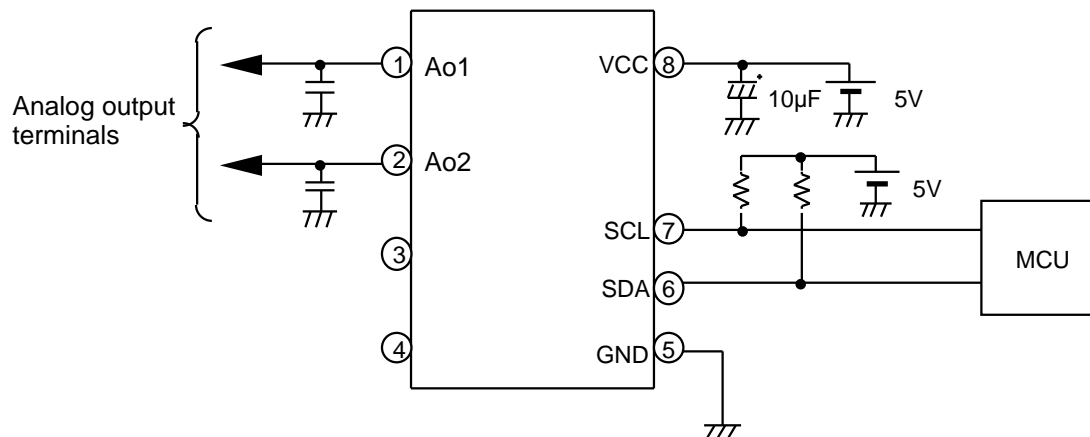 Analog output
terminals
1 Ao1
2 Ao2
3
4
VCC 8
10µF
5V
5V
SCL 7
SDA 6
GND 5
MCU